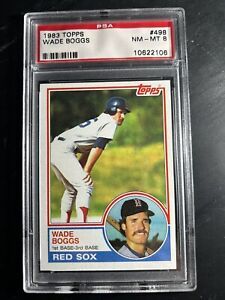 PSA
1983 TOPPS #498
WADE BOGGS NM-MT 8
10622106
Topps
WADE
BOGGS
1st BASE-3rd BASE
RED SOX
B